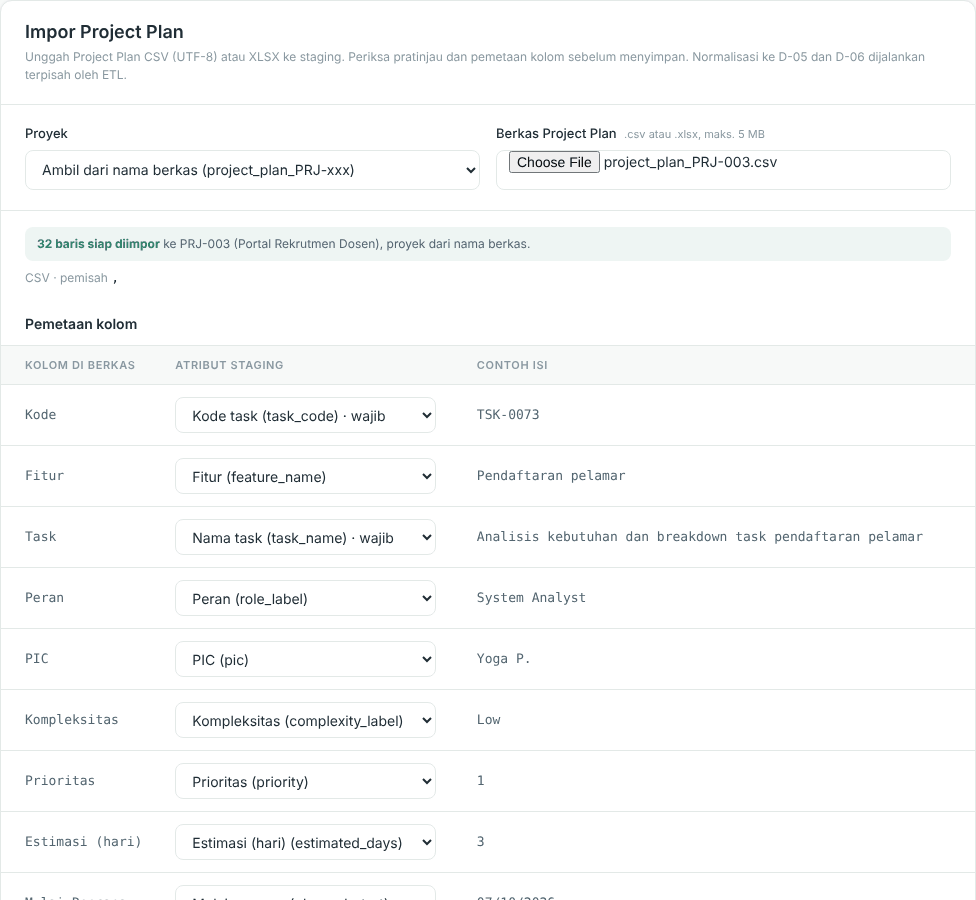 Impor Project Plan
Unggah Project Plan CSV (UTF-8) atau XLSX ke staging. Periksa pratinjau dan pemetaan kolom sebelum menyimpan. Normalisasi ke D-05 dan D-06 dijalankan
terpisah oleh ETL.
Proyek
Ambil dari nama berkas (project_plan_PRJ-xxx)
Berkas Project Plan .csv atau .xlsx, maks. 5 MB
Choose File project_plan_PRJ-003.csv
32 baris siap diimpor ke PRJ-003 (Portal Rekrutmen Dosen), proyek dari nama berkas.
CSV · pemisah ,
Pemetaan kolom
KOLOM DI BERKAS ATRIBUT STAGING CONTOH ISI
Kode Kode task (task_code) · wajib TSK-0073
Fitur Fitur (feature_name) Pendaftaran pelamar
Task Nama task (task_name) · wajib Analisis kebutuhan dan breakdown task pendaftaran pelamar
Peran Peran (role_label) System Analyst
PIC PIC (pic) Yoga P.
Kompleksitas Kompleksitas (complexity_label) Low
Prioritas Prioritas (priority) 1
Estimasi (hari) Estimasi (hari) (estimated_days) 3